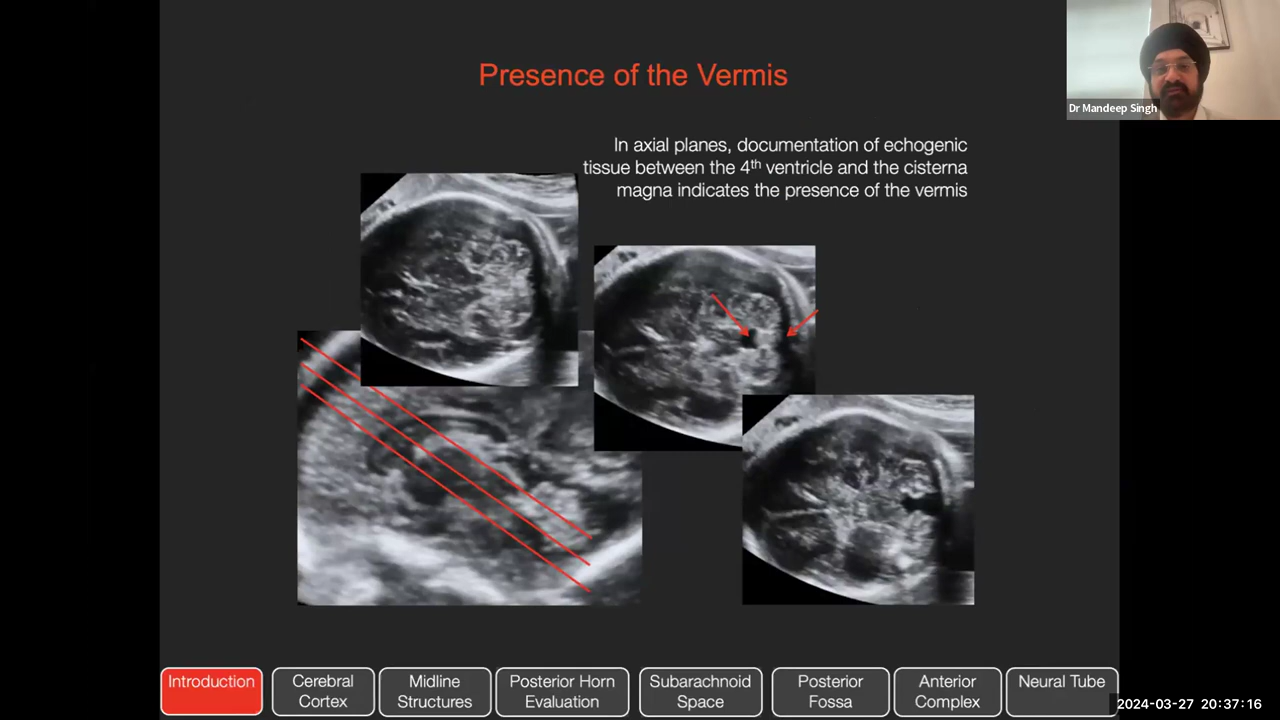 Presence of the Vermis
Dr Mandeep Singh
In axial planes, documentation of echogenic
tissue between the 4th ventricle and the cisterna
magna indicates the presence of the vermis
Introduction
Cerebral
Cortex
Midline
Structures
Posterior Horn
Evaluation
Subarachnoid
Space
Posterior
Fossa
Anterior
Complex
Neural Tube
2024-03-27 20:37:16